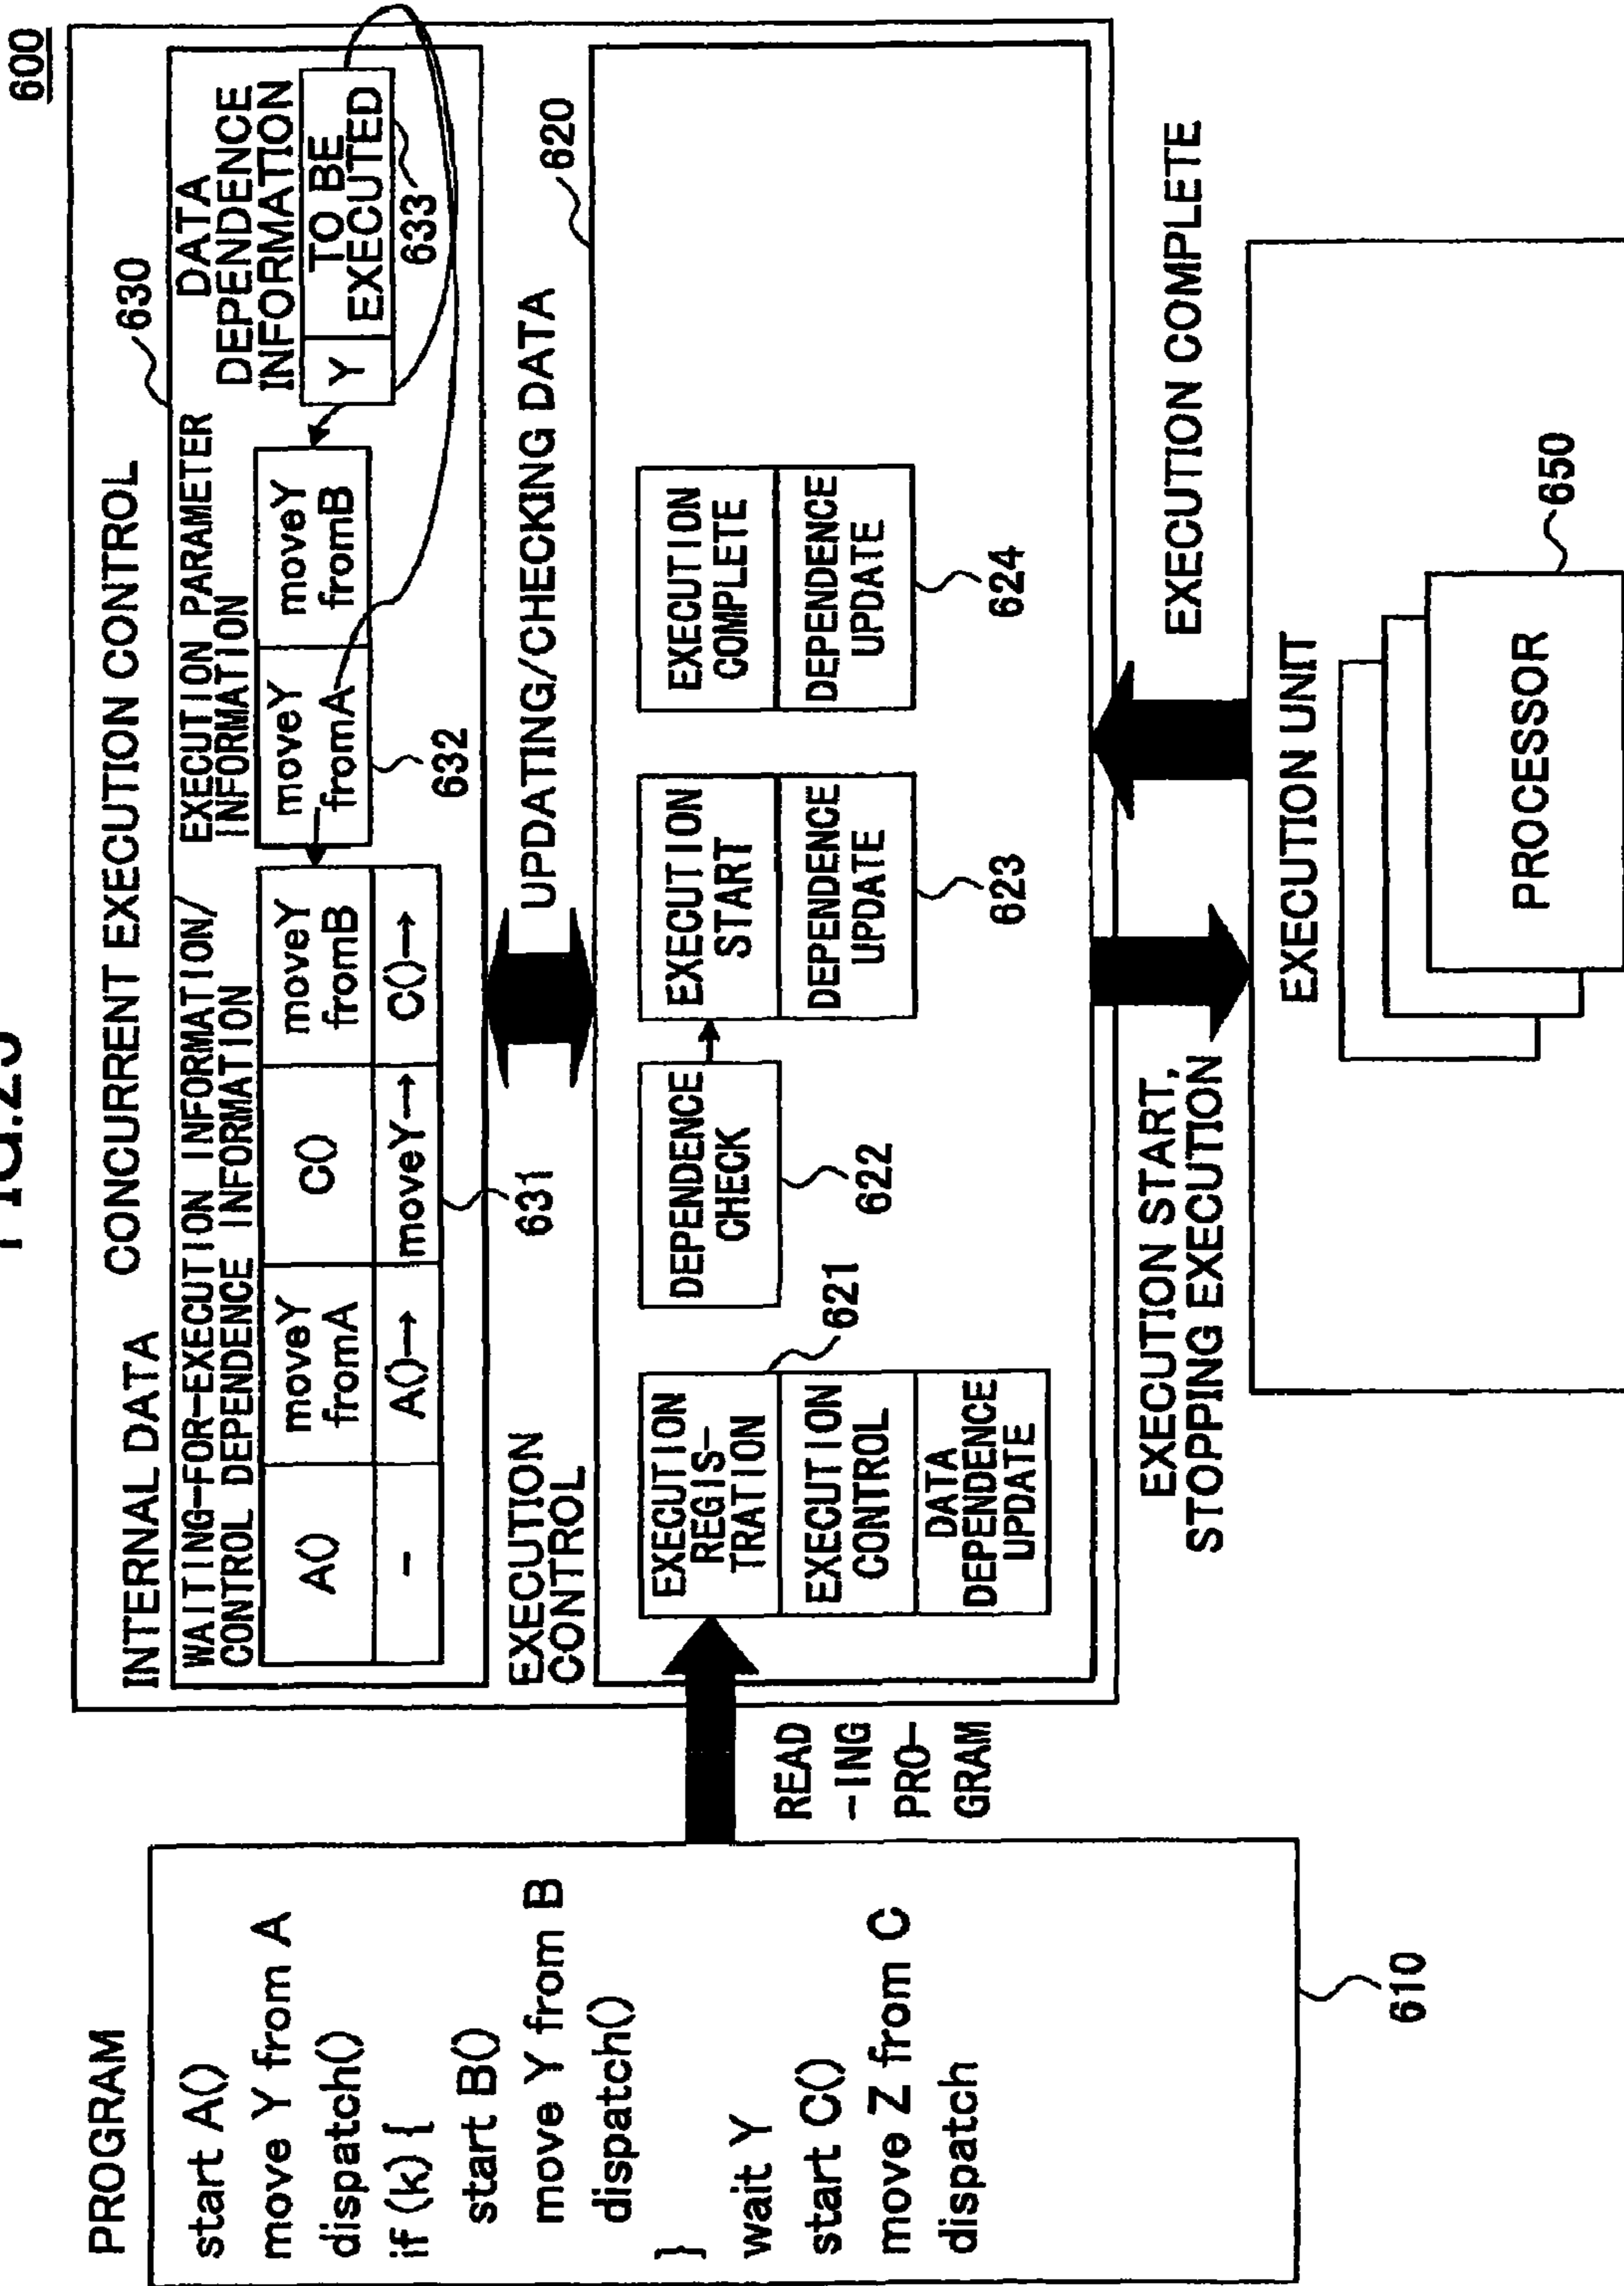 600
PROGRAM
start A()
move Y from A
dispatch()
if (k) {
start B()
move Y from B
dispatch()
}
wait Y
start C()
move Z from C
dispatch
610
READ
-ING
PRO-
GRAM
CONCURRENT EXECUTION CONTROL
INTERNAL DATA
630
WAITING-FOR-EXECUTION INFORMATION/
CONTROL DEPENDENCE INFORMATION
A()
moveY
fromA
C()
moveY
fromB
-
A()→
moveY→
C()→
631
EXECUTION PARAMETER
INFORMATION
moveY
fromA
moveY
fromB
632
DATA
DEPENDENCE
INFORMATION
Y
TO BE
EXECUTED
633
UPDATING/CHECKING DATA
EXECUTION
CONTROL
620
EXECUTION
REGIS-
TRATION
EXECUTION
CONTROL
DATA
DEPENDENCE
UPDATE
621
DEPENDENCE
CHECK
622
EXECUTION
START
DEPENDENCE
UPDATE
623
EXECUTION
COMPLETE
DEPENDENCE
UPDATE
624
EXECUTION START,
STOPPING EXECUTION
EXECUTION COMPLETE
EXECUTION UNIT
PROCESSOR
650